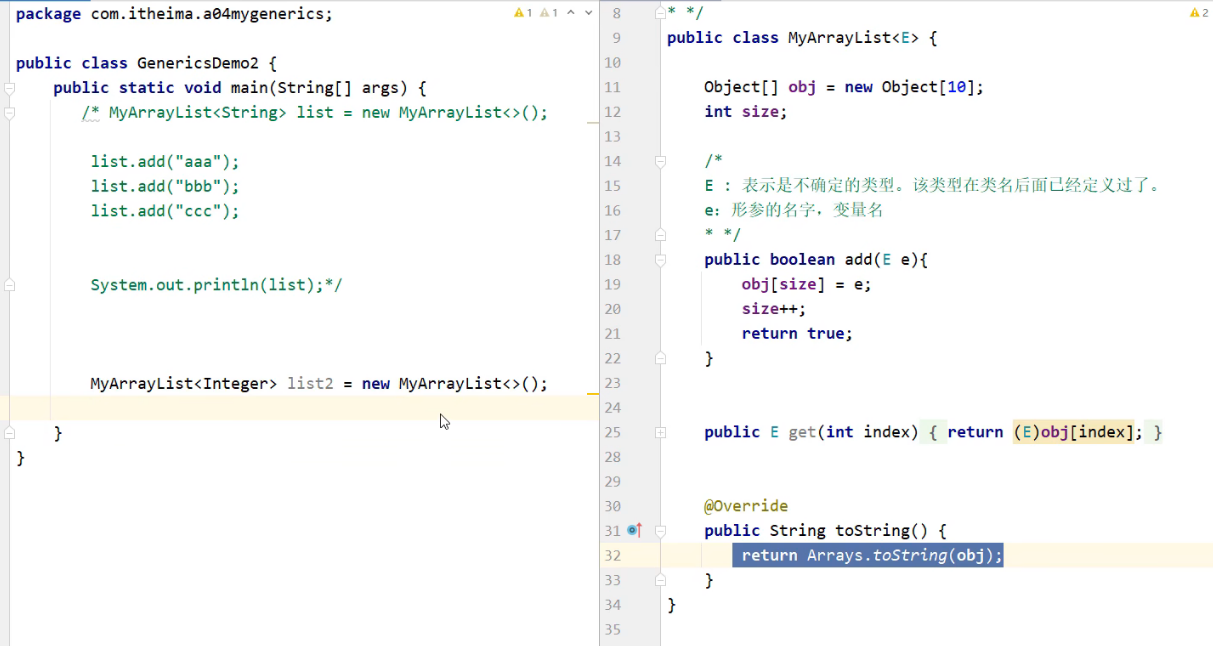 package com.itheima.a04mygenerics;
1 1
public class GenericsDemo2 {
public static void main(String[] args) {
/* MyArrayList<String> list = new MyArrayList<>();
list.add("aaa");
list.add("bbb");
list.add("ccc");
System.out.println(list);*/
MyArrayList<Integer> list2 = new MyArrayList<>();
}
}
8 * */
2
9 public class MyArrayList<E> {
10
11 Object[] obj = new Object[10];
12 int size;
13
14 /*
15 E : 表示是不确定的类型。该类型在类名后面已经定义过了。
16 e: 形参的名字，变量名
17 * */
18 public boolean add(E e){
19 obj[size] = e;
20 size++;
21 return true;
22 }
23
24
25 public E get(int index) { return (E)obj[index]; }
28
29
30 @Override
31 public String toString() {
32 return Arrays.toString(obj);
33 }
34 }
35